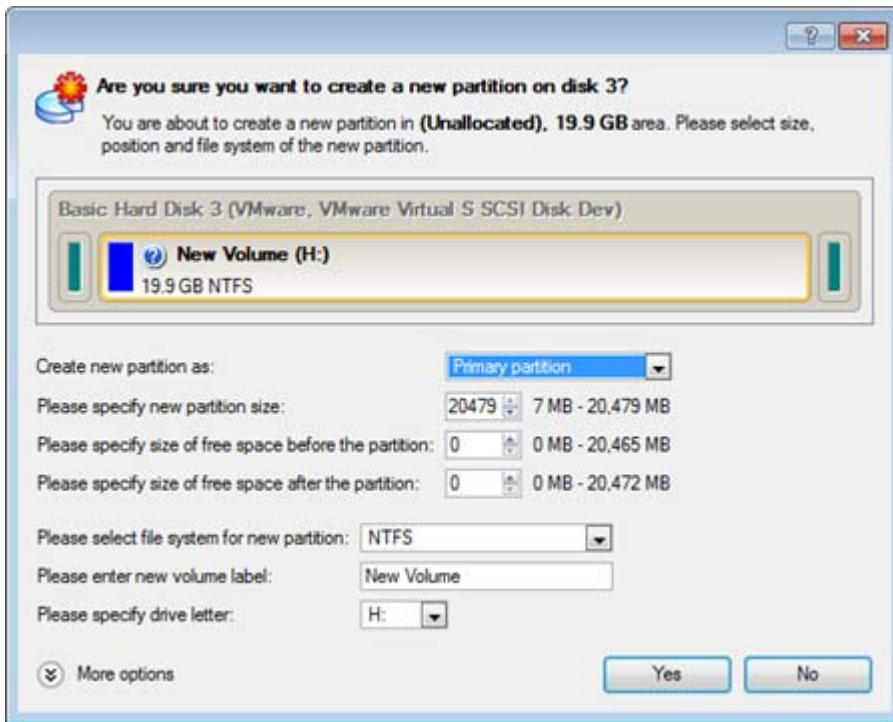 Are you sure you want to create a new partition on disk 3?
You are about to create a new partition in (Unallocated), 19.9 GB area. Please select size,
position and file system of the new partition.
Basic Hard Disk 3 (VMware, VMware Virtual S SCSI Disk Dev)
New Volume (H:)
19.9 GB NTFS
Create new partition as: Primary partition
Please specify new partition size: 20479 7 MB - 20,479 MB
Please specify size of free space before the partition: 0 0 MB - 20,465 MB
Please specify size of free space after the partition: 0 0 MB - 20,472 MB
Please select file system for new partition: NTFS
Please enter new volume label: New Volume
Please specify drive letter: H:
More options Yes No